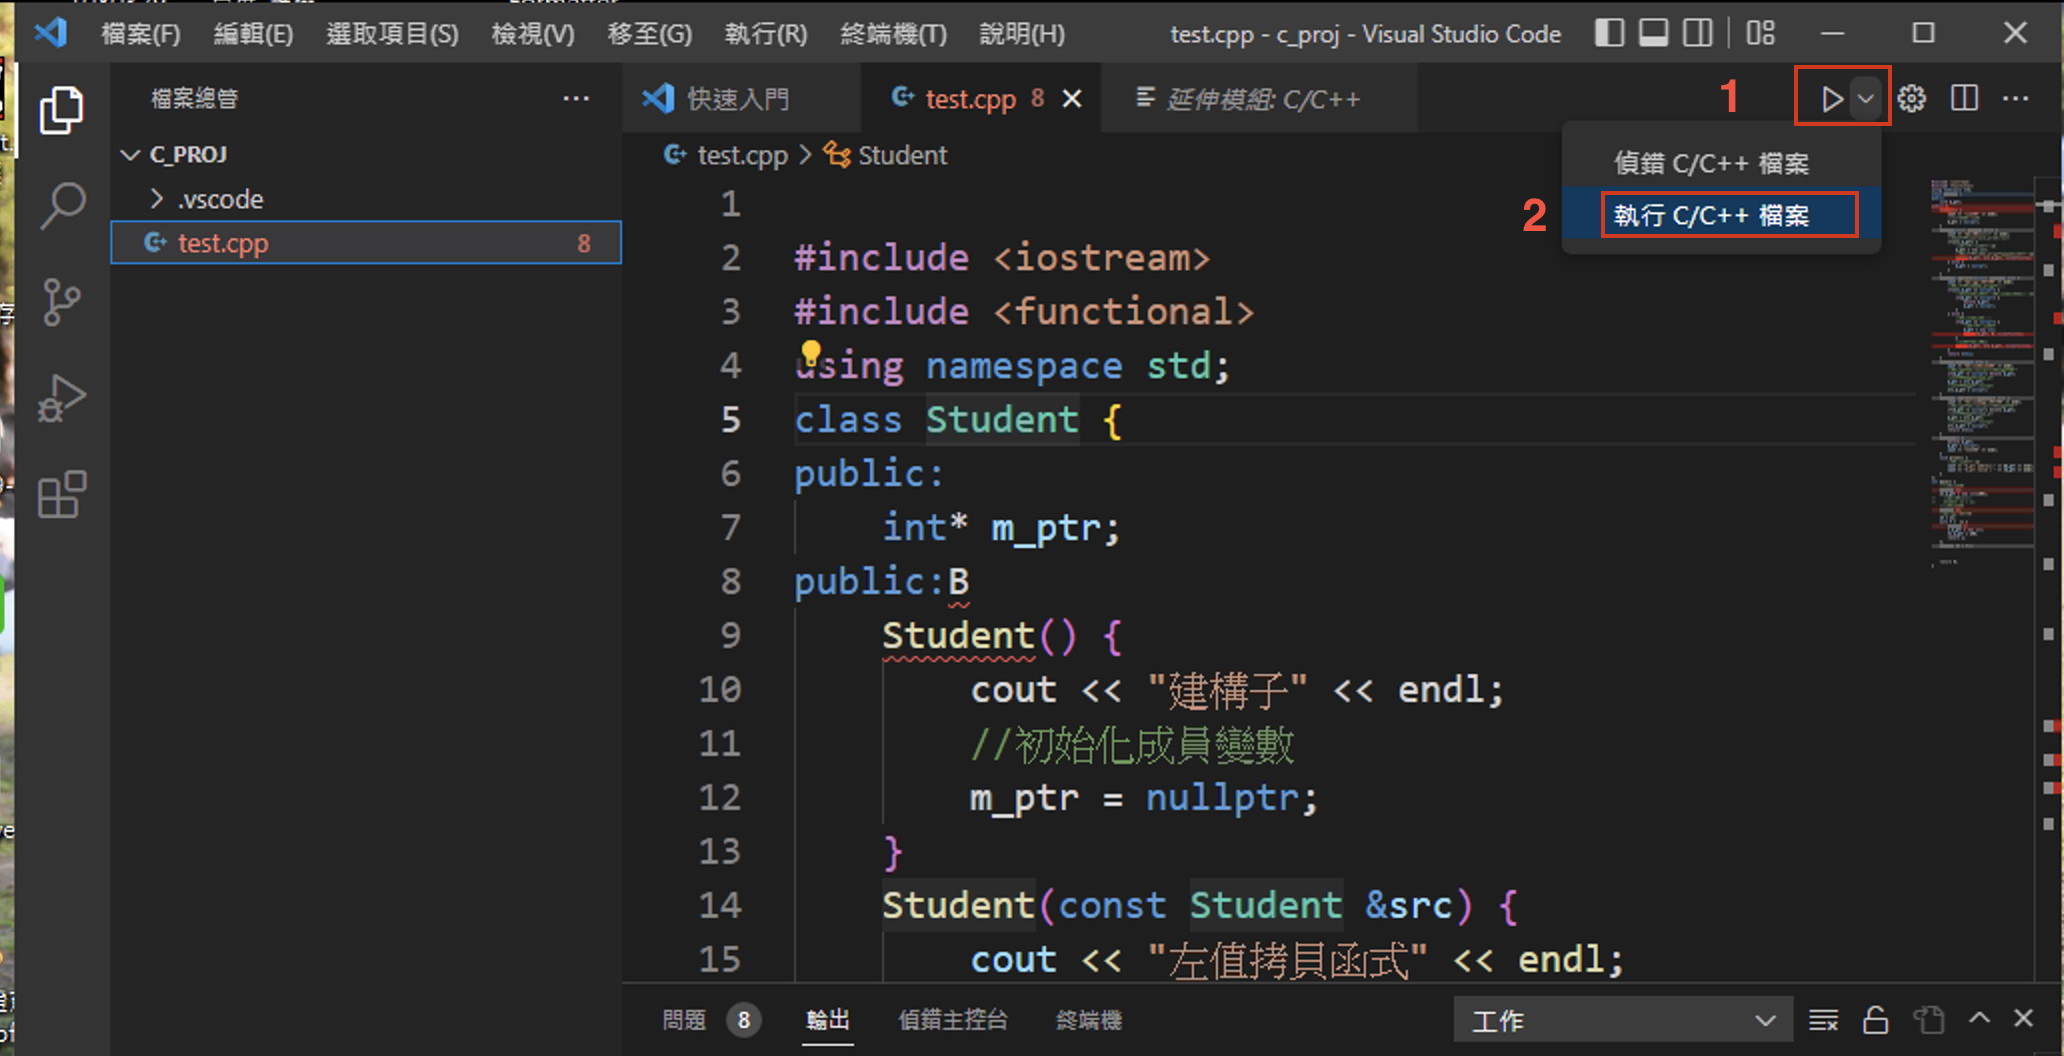 檔案(F) 編輯(E) 選取項目(S) 檢視(V) 移至(G) 執行(R) 終端機(T) 說明(H) test.cpp - c_proj - Visual Studio Code
檔案總管
快速入門 test.cpp 8 延伸模組: C/C++ 1
C_PROJ
test.cpp > Student
偵錯 C/C++ 檔案
.vscode
2 執行 C/C++ 檔案
test.cpp 8
1
2 #include <iostream>
3 #include <functional>
4 using namespace std;
5 class Student {
6 public:
7 int* m_ptr;
8 public:B
9 Student() {
10 cout << "建構子" << endl;
11 //初始化成員變數
12 m_ptr = nullptr;
13 }
14 Student(const Student &src) {
15 cout << "左值拷貝函式" << endl;
問題 8 輸出 偵錯主控台 終端機 工作